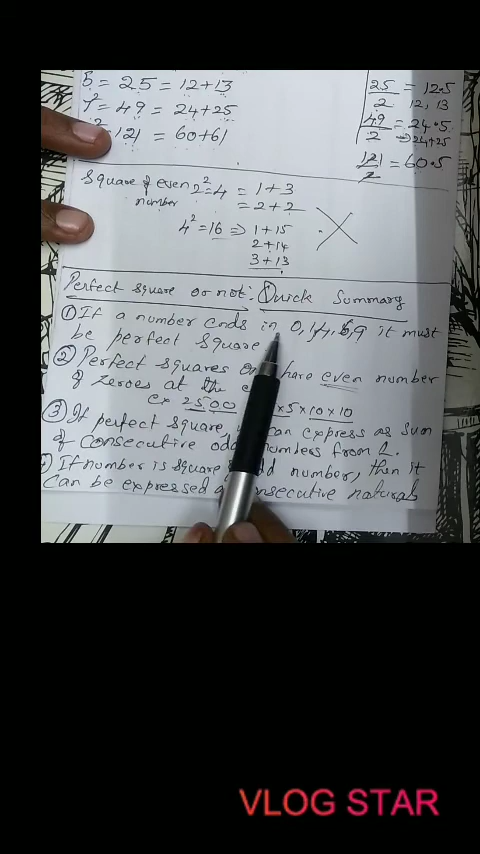 5² = 25 = 12+13
7² = 49 = 24+25
² 121 = 60+61
25/2 = 12.5
12, 13
49/2 = 24.5
⇒ 24+25
121/2 = 60.5
Square of even number
2² = 4 = 1+3
= 2+2
4² = 16 ⇒ 1+15
2+14
3+13
Perfect square or not: Quick Summary
① If a number ends in 0, 1, 4, 6, 9 it must
be perfect square
② Perfect squares have even number
of zeroes at the
ex 2500 ×5×10×10
③ If perfect square, can express as sum
of consecutive odd numbers from 1.
If number is square odd number, then it
can be expressed consecutive naturals
VLOG STAR